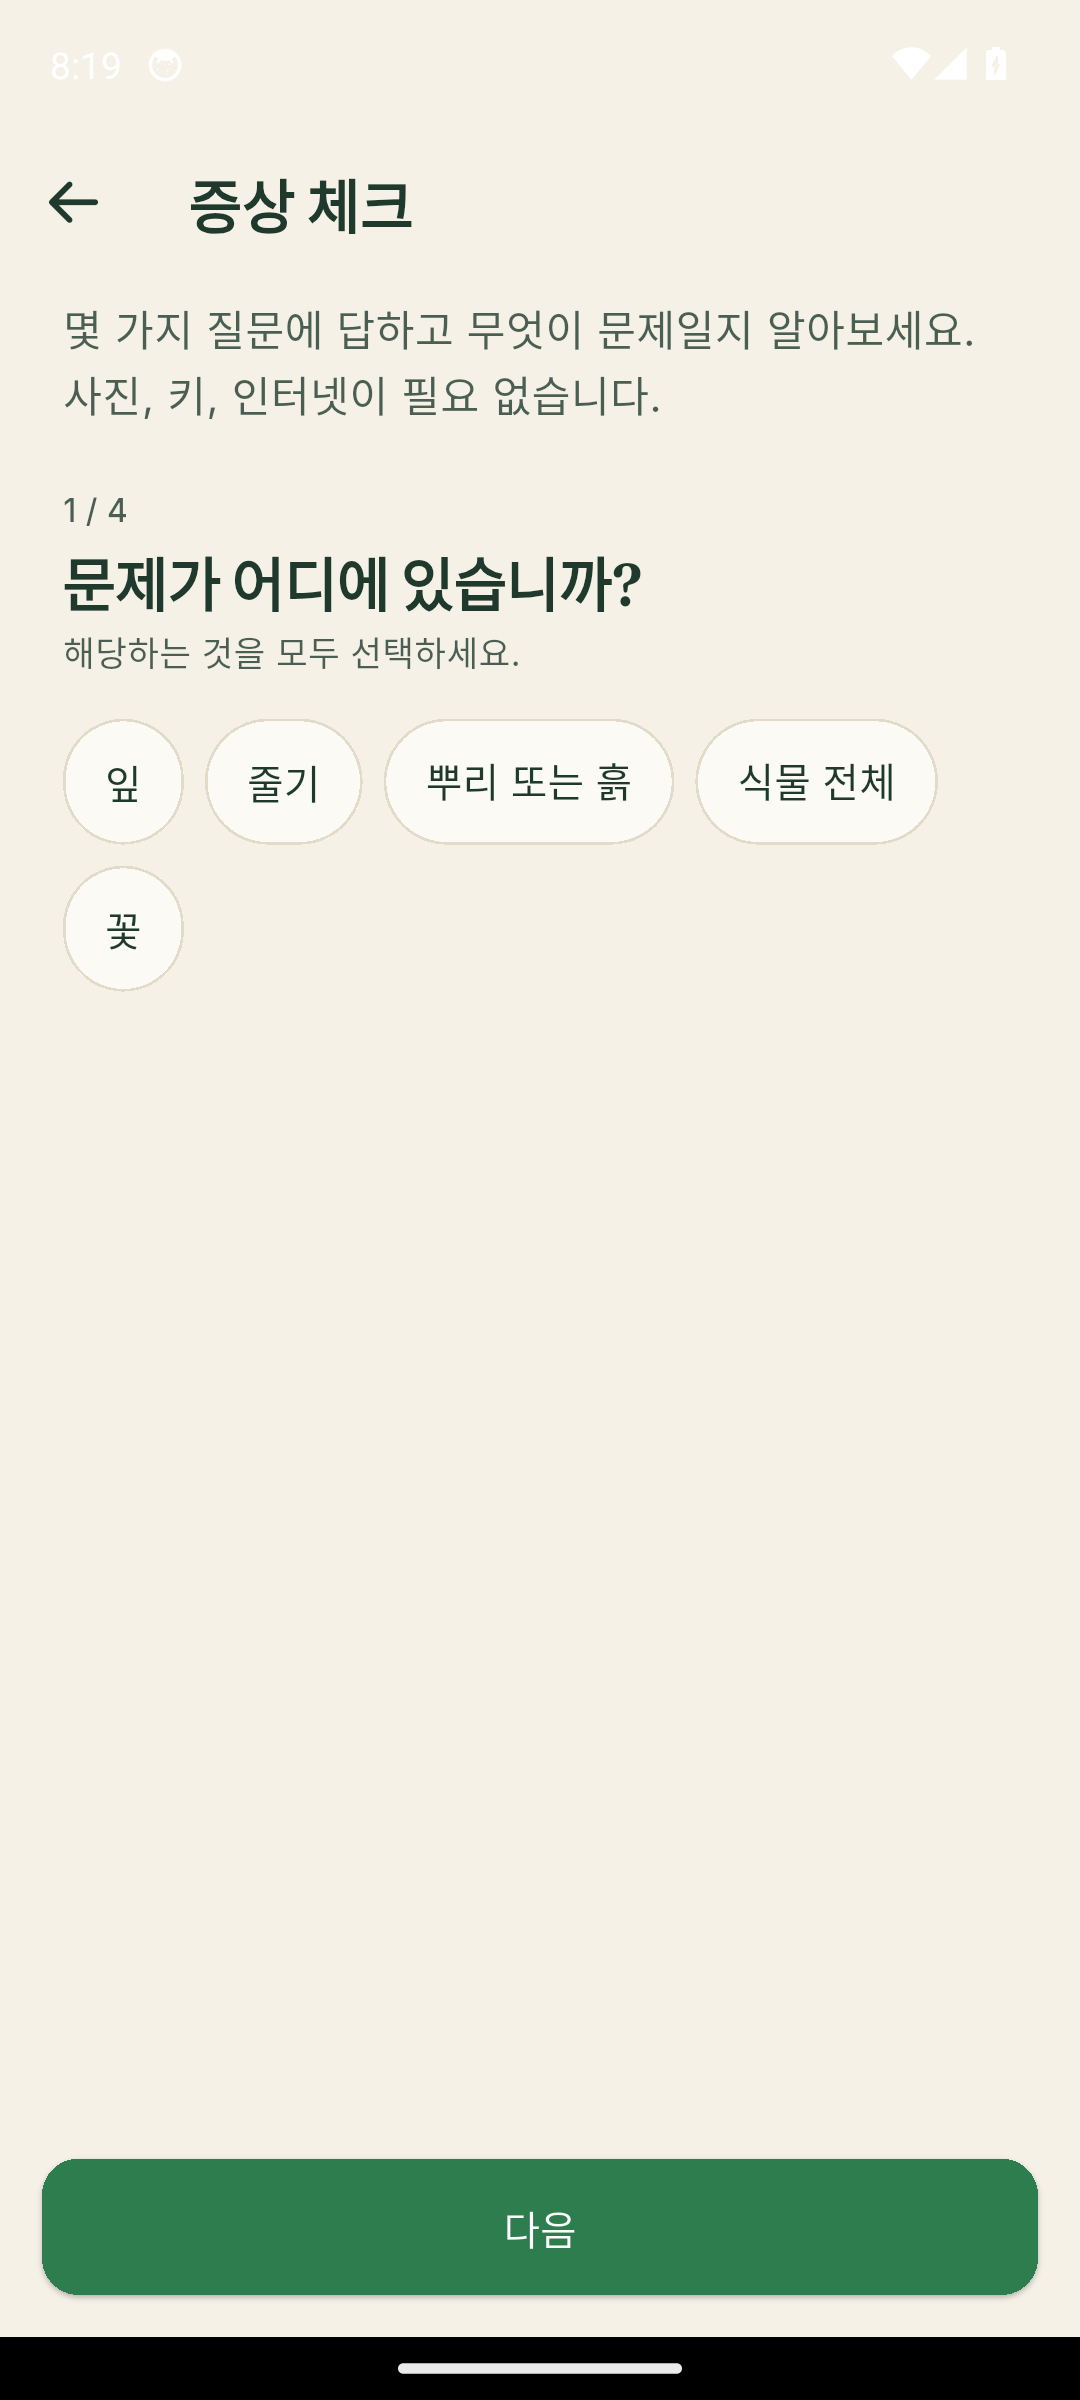 8:19
증상 체크
몇 가지 질문에 답하고 무엇이 문제일지 알아보세요.
사진, 키, 인터넷이 필요 없습니다.
1 / 4
문제가 어디에 있습니까?
해당하는 것을 모두 선택하세요.
잎 줄기 뿌리 또는 흙 식물 전체
꽃
다음